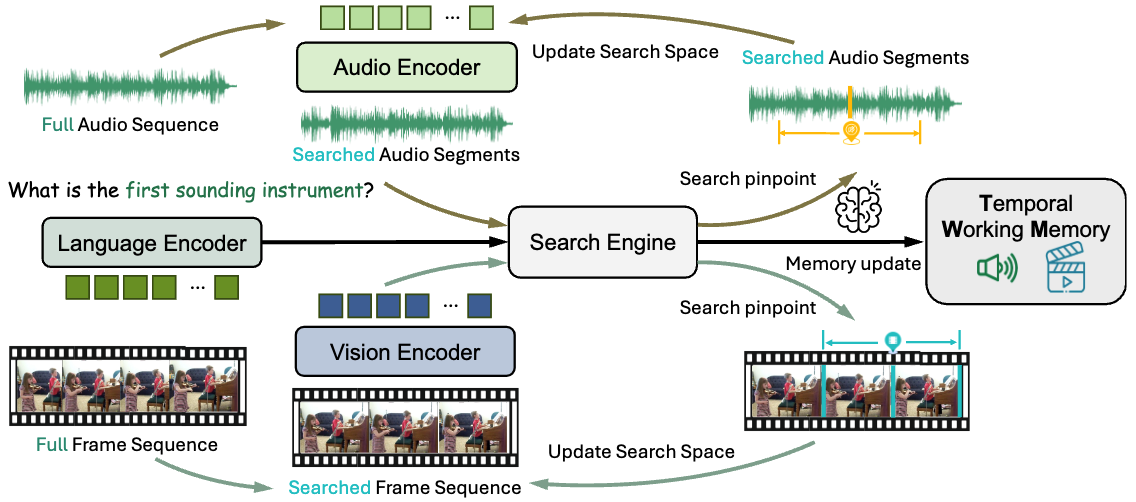 Audio Encoder
Update Search Space
Searched Audio Segments
Full Audio Sequence
Searched Audio Segments
What is the first sounding instrument?
Search pinpoint
Language Encoder
Search Engine
Temporal
Working Memory
Memory update
Search pinpoint
Vision Encoder
Full Frame Sequence
Update Search Space
Searched Frame Sequence